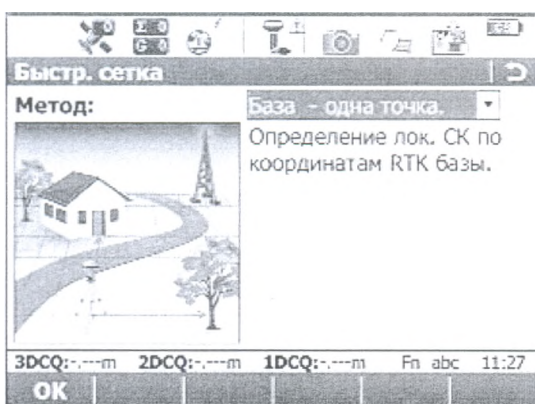 Быстр. сетка
Метод:
База - одна точка.
Определение лок. СК по
координатам RTK базы.
3DCQ:-.---m 2DCQ:-.---m 1DCQ:-.---m Fn abc 11:27
OK